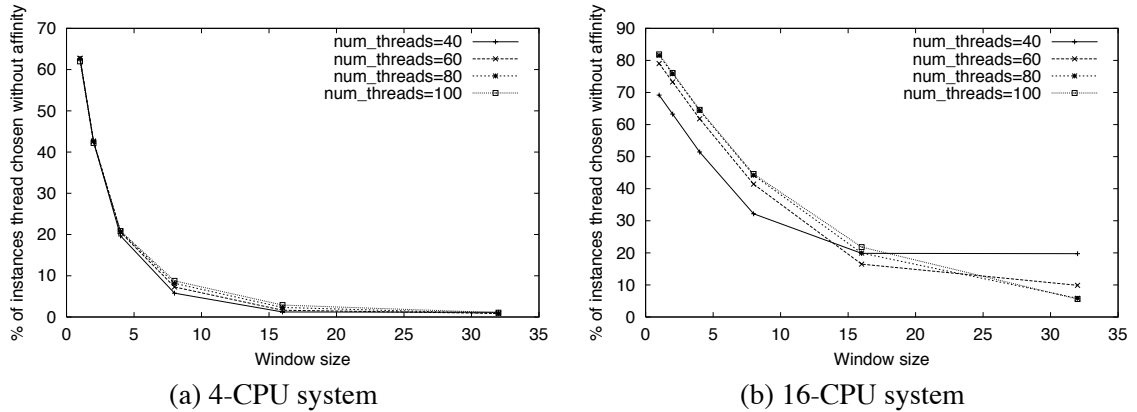 % of instances thread chosen without affinity
70
60
50
40
30
20
10
0
0 5 10 15 20 25 30 35
Window size
num_threads=40
num_threads=60
num_threads=80
num_threads=100
(a) 4-CPU system
% of instances thread chosen without affinity
90
80
70
60
50
40
30
20
10
0
0 5 10 15 20 25 30 35
Window size
num_threads=40
num_threads=60
num_threads=80
num_threads=100
(b) 16-CPU system